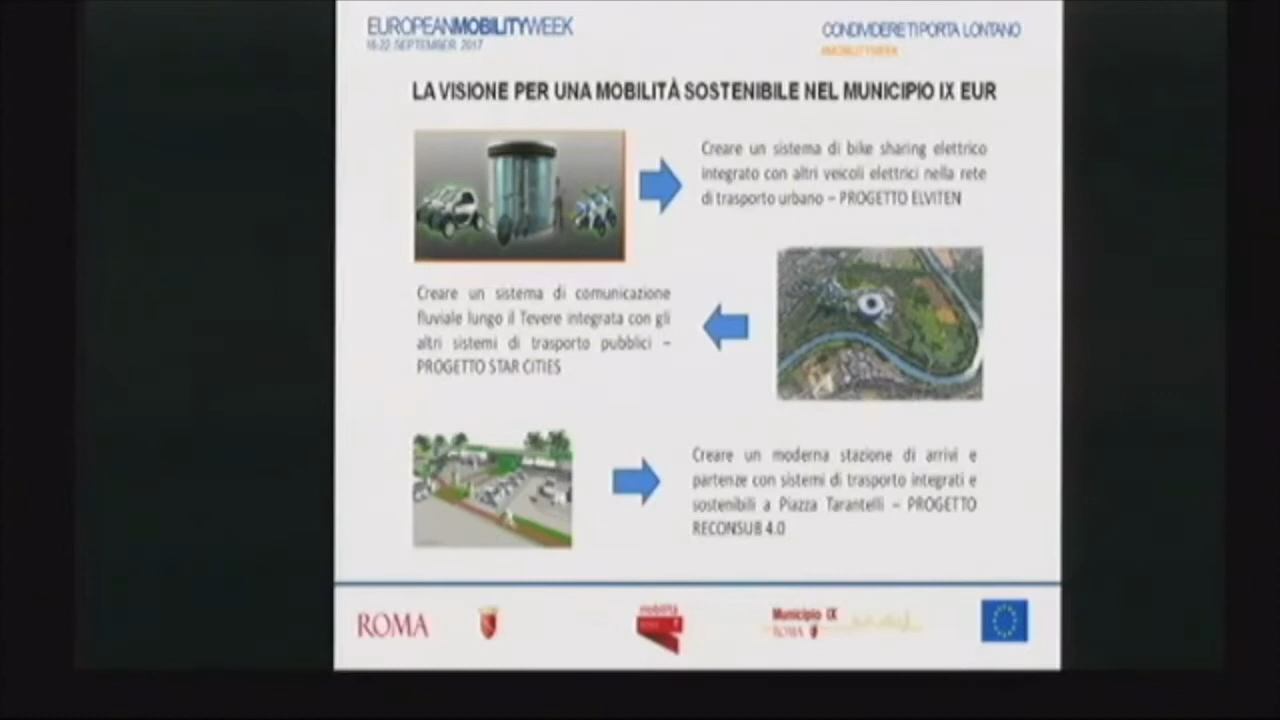 EUROPEANMOBILITYWEEK
16-22 SEPTEMBER 2017
CONDIVIDERE TI PORTA LONTANO
#MOBILITYWEEK
LA VISIONE PER UNA MOBILITÀ SOSTENIBILE NEL MUNICIPIO IX EUR
Creare un sistema di bike sharing elettrico
integrato con altri veicoli elettrici nella rete
di trasporto urbano – PROGETTO ELVITEN
Creare un sistema di comunicazione
fluviale lungo il Tevere integrata con gli
altri sistemi di trasporto pubblici –
PROGETTO STAR CITIES
Creare un moderna stazione di arrivi e
partenze con sistemi di trasporto integrati e
sostenibili a Piazza Tarantelli – PROGETTO
RECONSUB 4.0
ROMA
mobilità
Municipio IX
ROMA